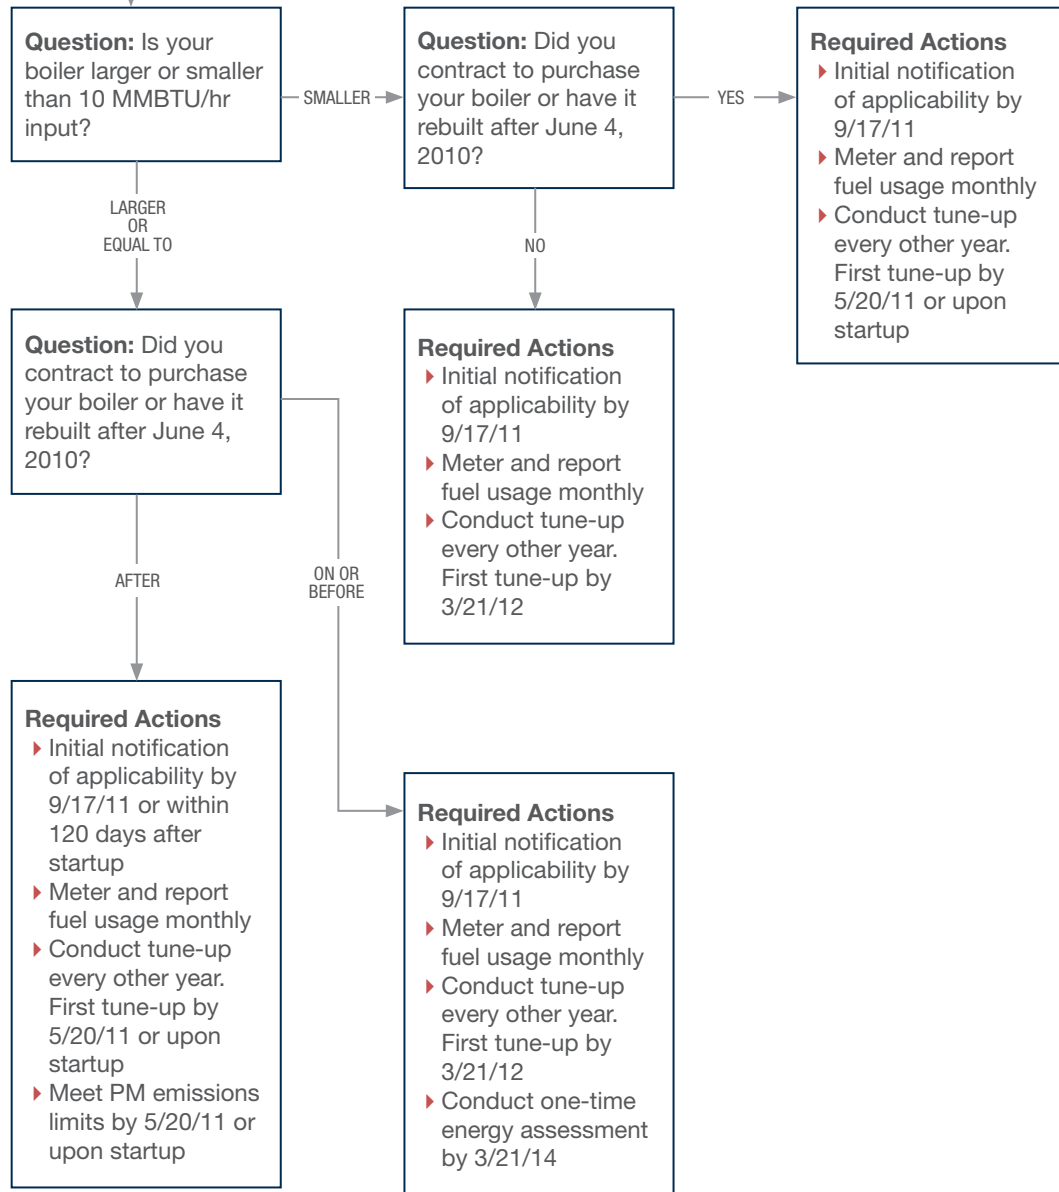 Question: Is your
boiler larger or smaller
than 10 MMBTU/hr
input?
SMALLER
Question: Did you
contract to purchase
your boiler or have it
rebuilt after June 4,
2010?
YES
Required Actions
Initial notification
of applicability by
9/17/11
Meter and report
fuel usage monthly
Conduct tune-up
every other year.
First tune-up by
5/20/11 or upon
startup
LARGER
OR
EQUAL TO
NO
Question: Did you
contract to purchase
your boiler or have it
rebuilt after June 4,
2010?
Required Actions
Initial notification
of applicability by
9/17/11
Meter and report
fuel usage monthly
Conduct tune-up
every other year.
First tune-up by
3/21/12
AFTER
ON OR
BEFORE
Required Actions
Initial notification
of applicability by
9/17/11 or within
120 days after
startup
Meter and report
fuel usage monthly
Conduct tune-up
every other year.
First tune-up by
5/20/11 or upon
startup
Meet PM emissions
limits by 5/20/11 or
upon startup
Required Actions
Initial notification
of applicability by
9/17/11
Meter and report
fuel usage monthly
Conduct tune-up
every other year.
First tune-up by
3/21/12
Conduct one-time
energy assessment
by 3/21/14